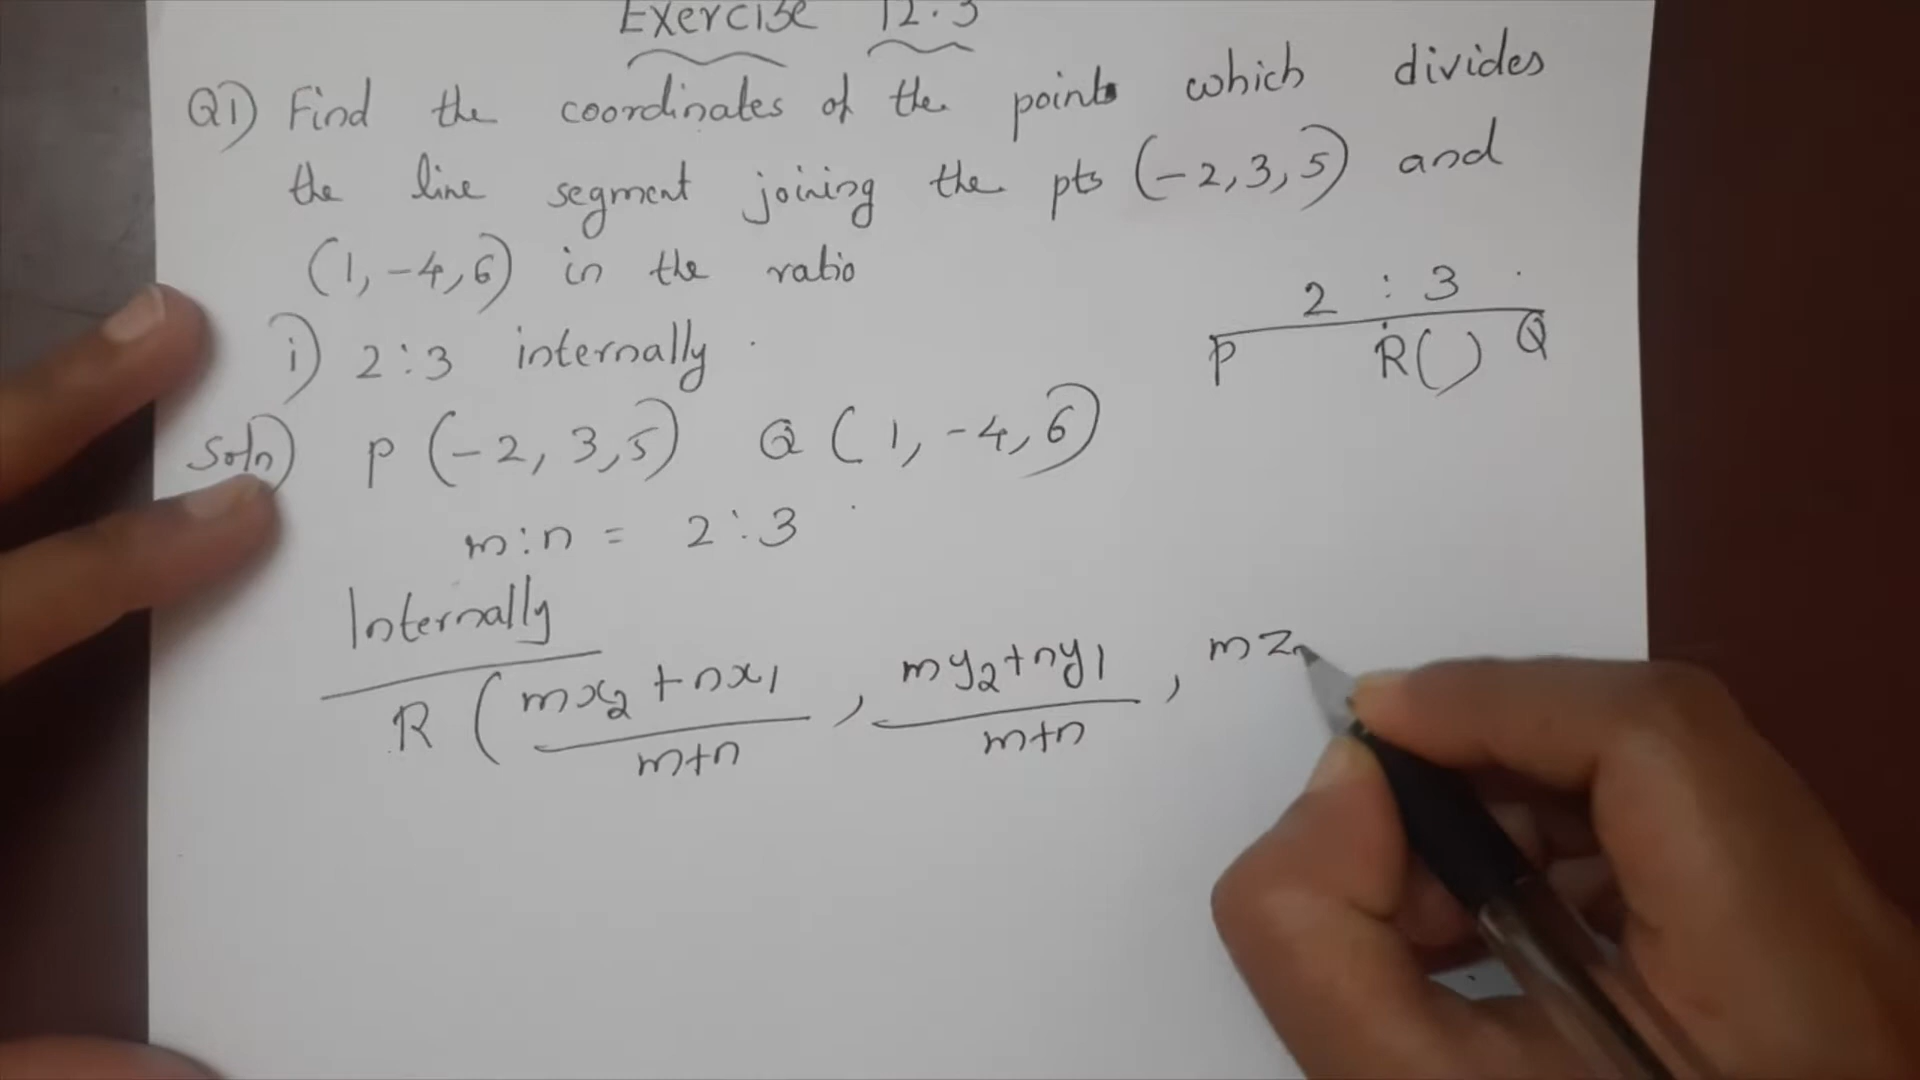 Exercise 12.3
Q1) Find the coordinates of the points which divides
the line segment joining the pts (-2,3,5) and
(1,-4,6) in the ratio
2 : 3
P R( ) Q
i) 2:3 internally
Soln) P (-2, 3,5) Q (1, -4,6)
m:n = 2:3
Internally
R ( mx₂+nx₁ / m+n , my₂+ny₁ / m+n , mz